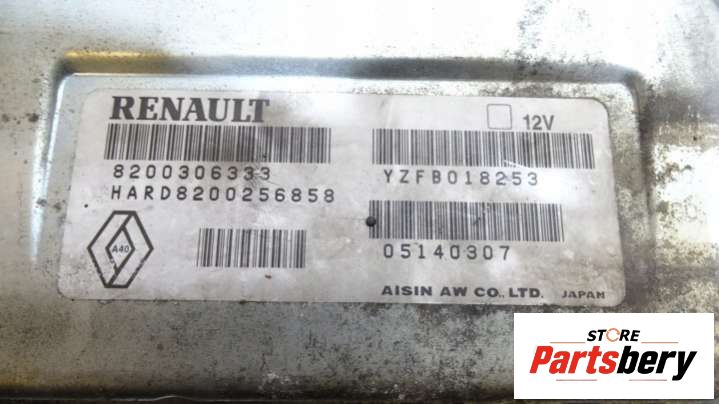 RENAULT
12V
8200306333
YZFB018253
HARD8200256858
A40
05140307
AISIN AW CO., LTD. JAPAN
STORE
Partsbery